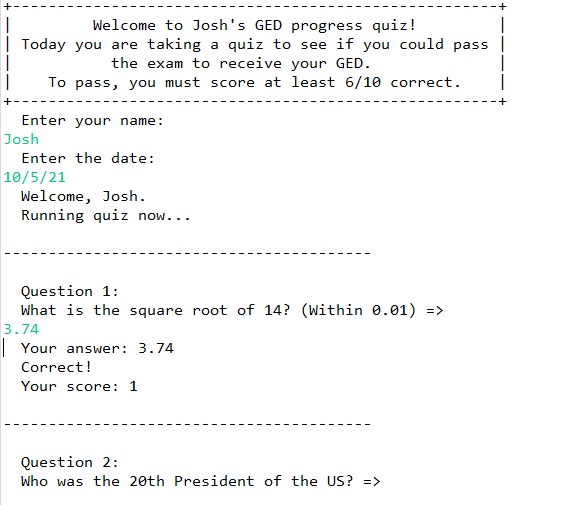 +------------------------------------------------------+
|         Welcome to Josh's GED progress quiz!         |
| Today you are taking a quiz to see if you could pass |
|           the exam to receive your GED.              |
|    To pass, you must score at least 6/10 correct.    |
+------------------------------------------------------+
  Enter your name:
Josh
  Enter the date:
10/5/21
  Welcome, Josh.
  Running quiz now...

-----------------------------------------

  Question 1:
  What is the square root of 14? (Within 0.01) =>
3.74
  Your answer: 3.74
  Correct!
  Your score: 1

-----------------------------------------

  Question 2:
  Who was the 20th President of the US? =>